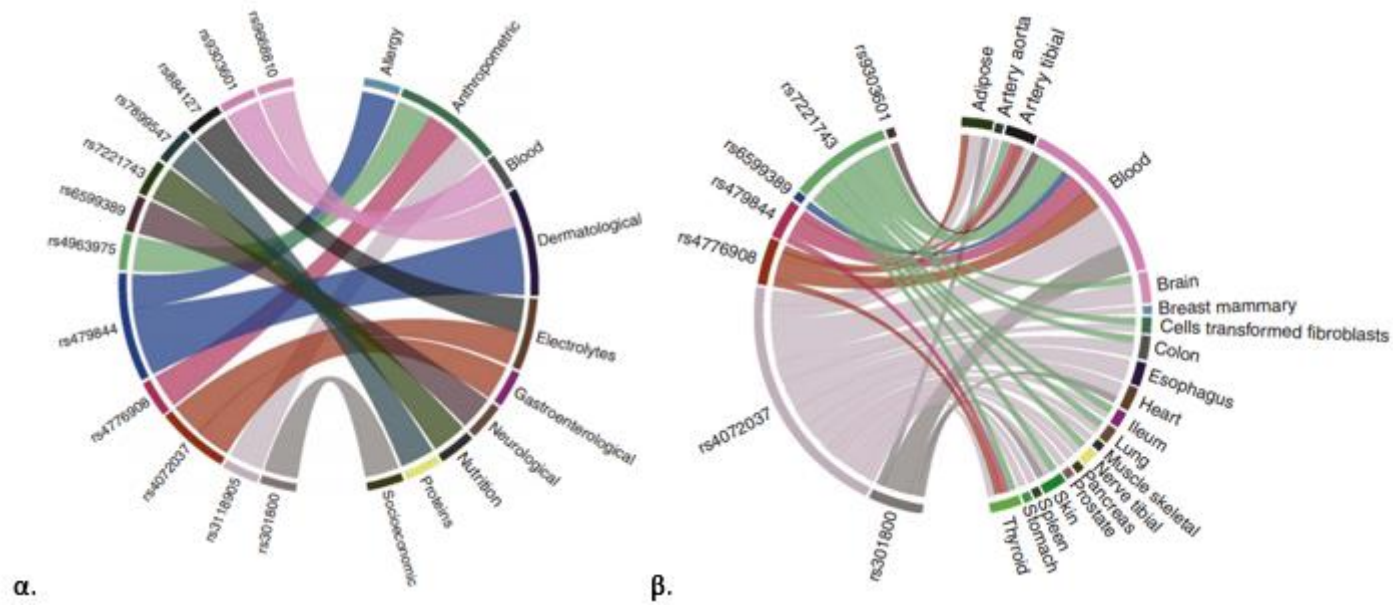 rs9868810
rs9303601
rs884127
rs7899547
rs7221743
rs6599389
rs4963975
rs479844
rs4776908
rs4072037
rs3118905
rs301800
Allergy
Anthropometric
Blood
Dermatological
Electrolytes
Gastroenterological
Neurological
Nutrition
Proteins
Socioeconomic
α.
rs9303601
rs7221743
rs6599389
rs479844
rs4776908
rs4072037
rs301800
Adipose
Artery aorta
Artery tibial
Blood
Brain
Breast mammary
Cells transformed fibroblasts
Colon
Esophagus
Heart
Ileum
Lung
Muscle skeletal
Nerve tibial
Pancreas
Prostate
Skin
Spleen
Stomach
Thyroid
β.